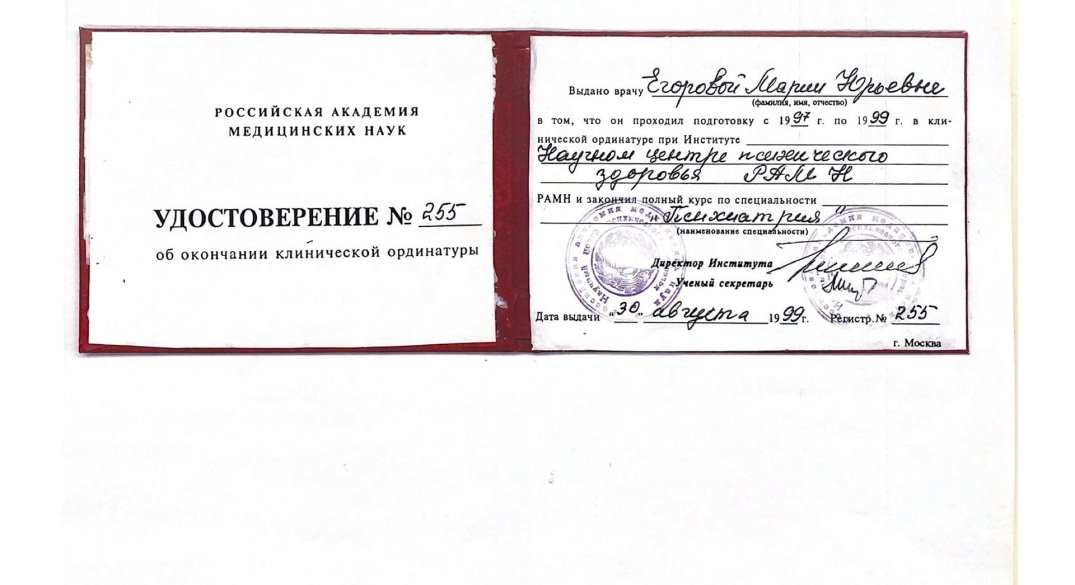 РОССИЙСКАЯ АКАДЕМИЯ
МЕДИЦИНСКИХ НАУК
УДОСТОВЕРЕНИЕ № 255
об окончании клинической ординатуры
Выдано врачу Егоровой Марии Юрьевне
(фамилия, имя, отчество)
в том, что он проходил подготовку с 1997 г. по 1999 г. в кли-
нической ординатуре при Институте
Научном центре психического
здоровья РАМН
РАМН и закончил полный курс по специальности
"Психиатрия"
(наименование специальности)
Директор Института
Ученый секретарь
Дата выдачи "30" августа 1999г. Регистр.№ 255
г. Москва